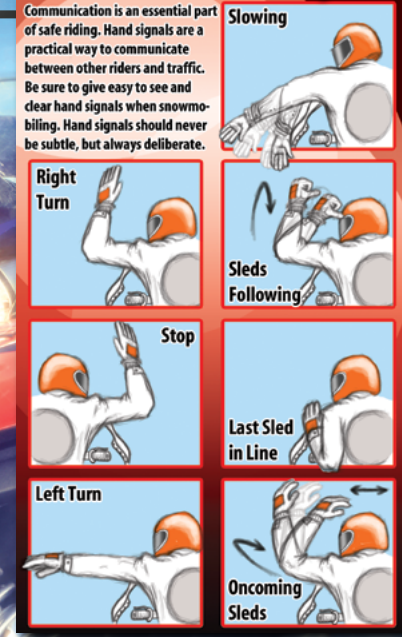 Communication is an essential part
of safe riding. Hand signals are a
practical way to communicate
between other riders and traffic.
Be sure to give easy to see and
clear hand signals when snowmo-
biling. Hand signals should never
be subtle, but always deliberate.
Slowing
Right
Turn
Sleds
Following
Stop
Last Sled
in Line
Left Turn
Oncoming
Sleds